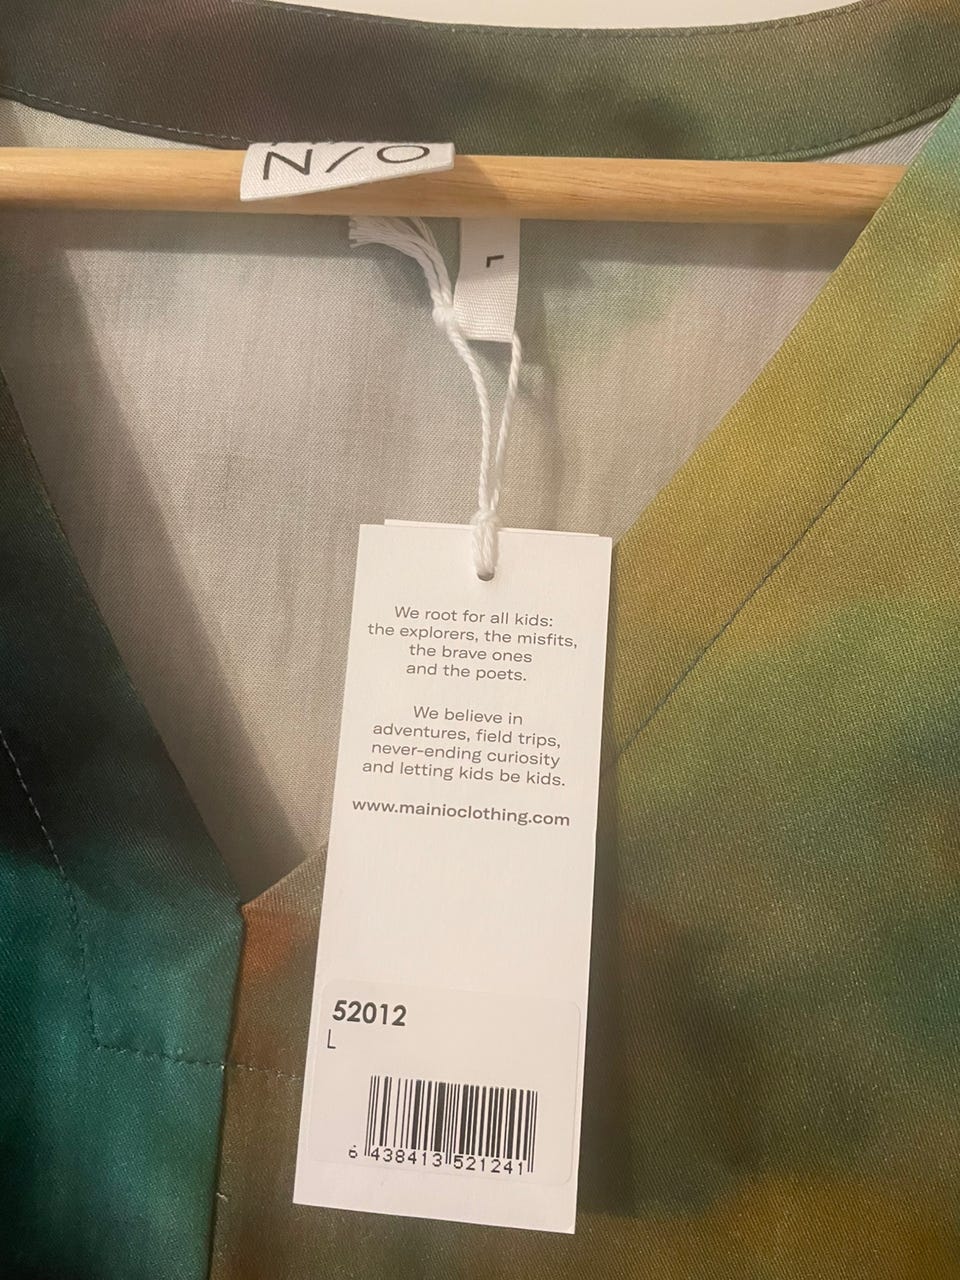 N/O
L
We root for all kids:
the explorers, the misfits,
the brave ones
and the poets.
We believe in
adventures, field trips,
never-ending curiosity
and letting kids be kids.
www.mainioclothing.com
52012
L
6 438413 521241